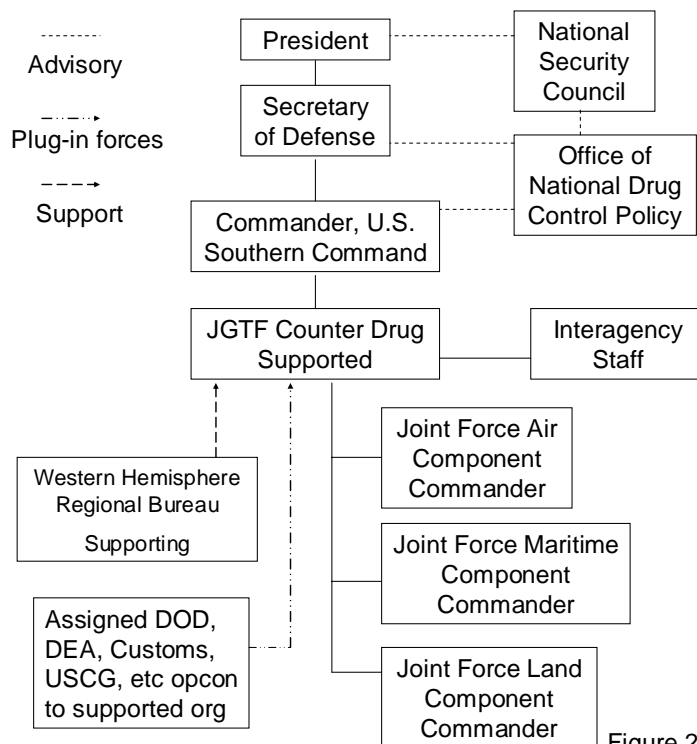 Advisory
Plug-in forces
Support
President
National
Security
Council
Secretary
of Defense
Office of
National Drug
Control Policy
Commander, U.S.
Southern Command
JGTF Counter Drug
Supported
Interagency
Staff
Western Hemisphere
Regional Bureau
Supporting
Joint Force Air
Component
Commander
Joint Force Maritime
Component
Commander
Assigned DOD,
DEA, Customs,
USCG, etc opcon
to supported org
Joint Force Land
Component
Commander
Figure 2